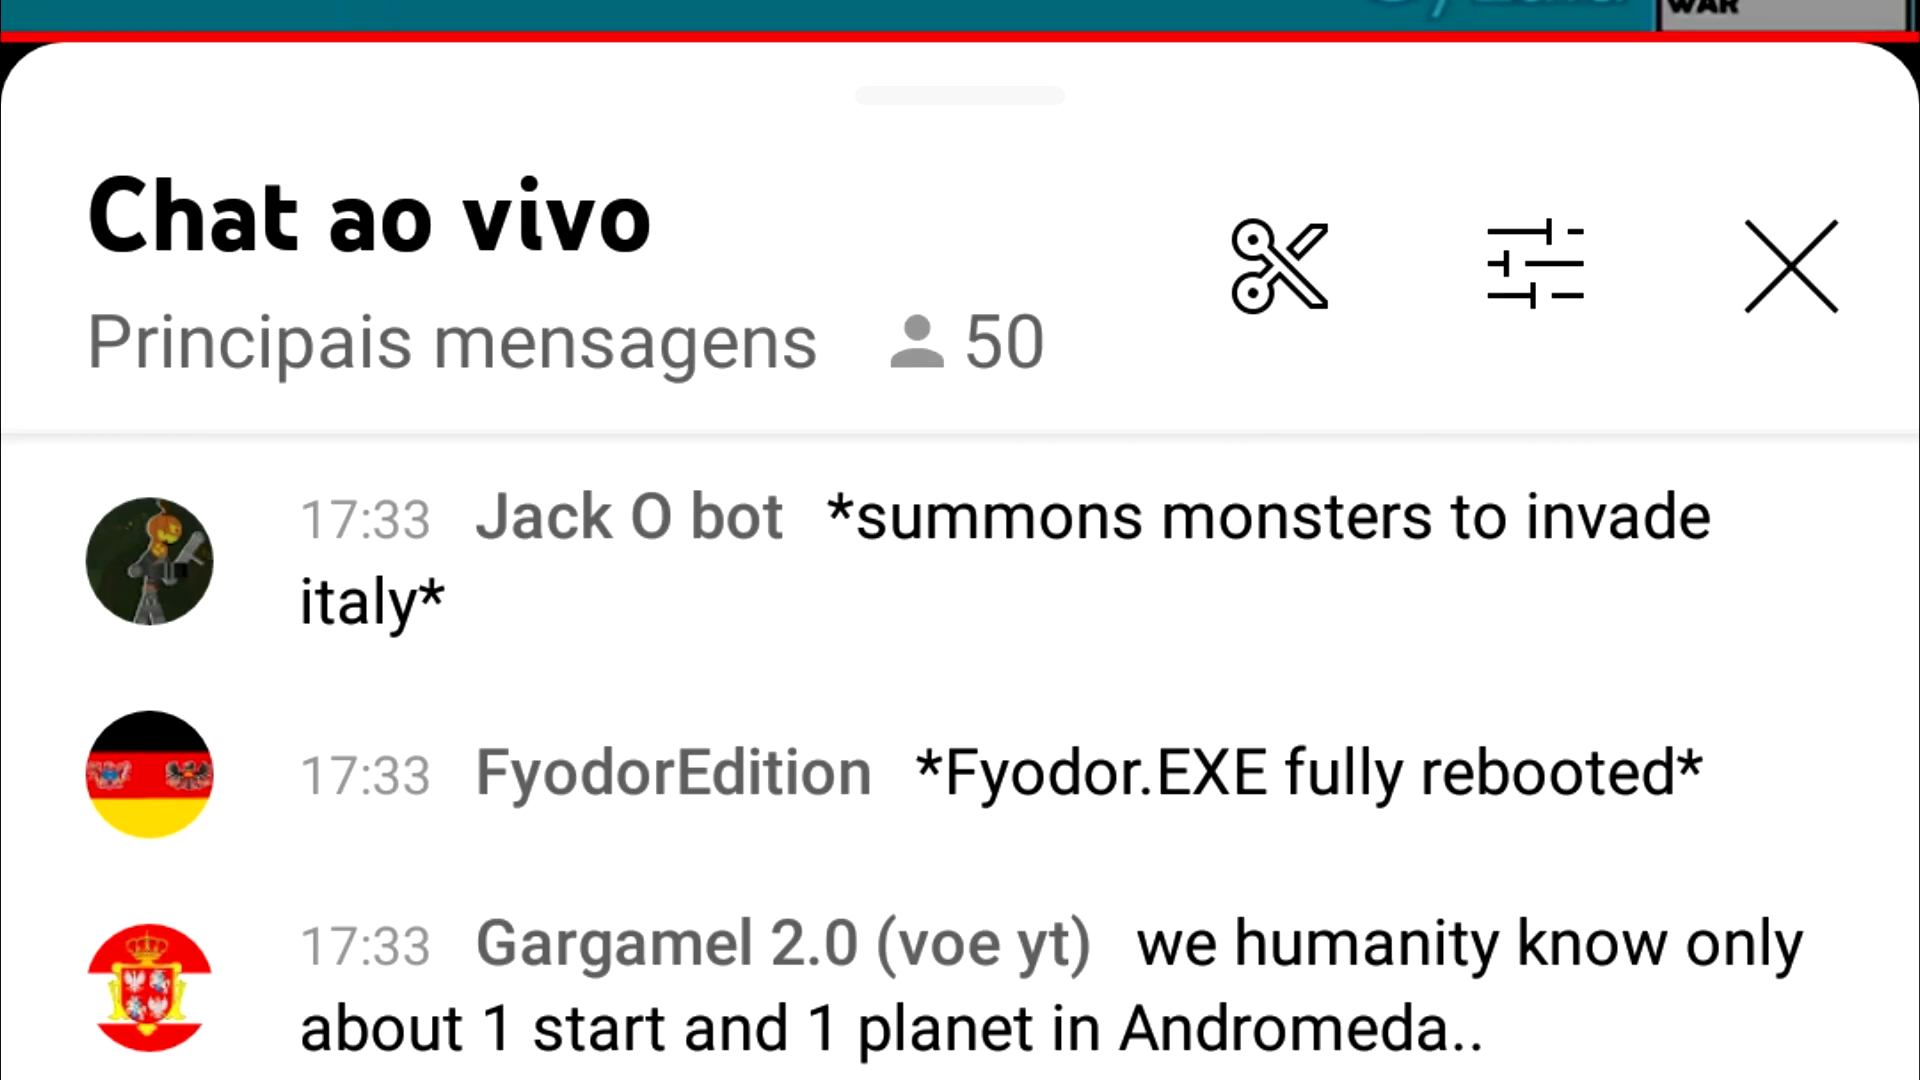 WAR
Chat ao vivo
Principais mensagens 50
17:33 Jack O bot *summons monsters to invade
italy*
17:33 FyodorEdition *Fyodor.EXE fully rebooted*
17:33 Gargamel 2.0 (voe yt) we humanity know only
about 1 start and 1 planet in Andromeda..